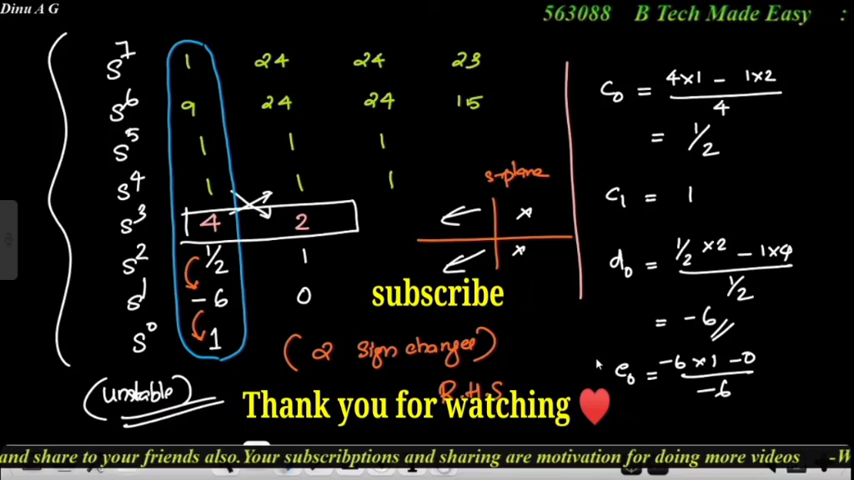 Dinu A G
563088 B Tech Made Easy :
s⁷ 1 24 24 23
s⁶ 9 24 24 15
s⁵ 1 1 1
s⁴ 1 1 1
s³ 4 2
s² 1/2 1
s¹ -6 0
s⁰ 1
s-plane
× 
×
(2 sign changes)
R.H.S
(unstable)
C₀ = (4×1 - 1×2)/4
= 1/2
C₁ = 1
d₀ = (1/2 ×2 - 1×4)/(1/2)
= -6
e₀ = (-6 ×1 -0)/-6
subscribe
Thank you for watching ♥
and share to your friends also.Your subscribptions and sharing are motivation for doing more videos -W